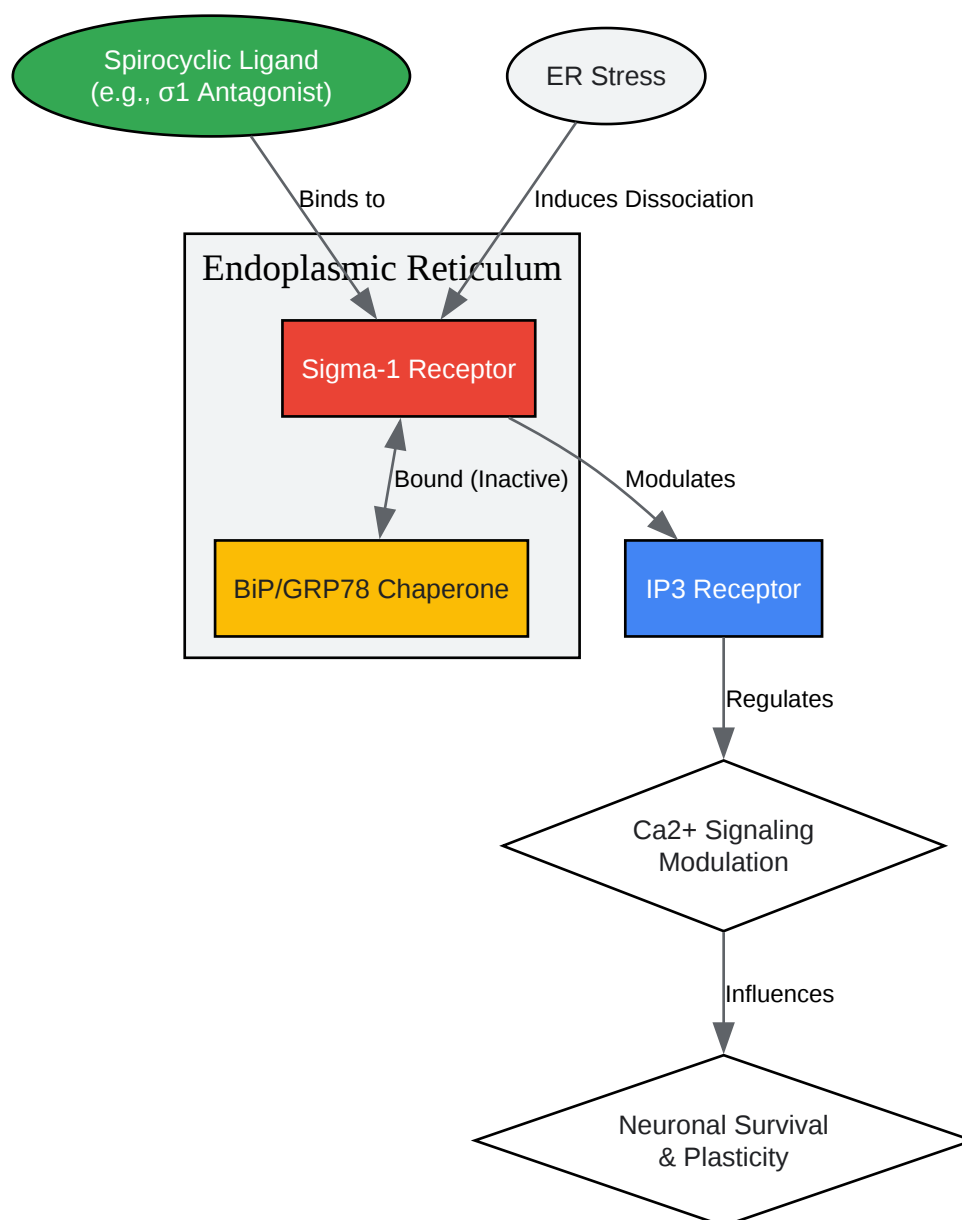 Spirocyclic Ligand
(e.g., σ1 Antagonist)
ER Stress
Binds to
Induces Dissociation
Endoplasmic Reticulum
Sigma-1 Receptor
Bound (Inactive)
Modulates
BiP/GRP78 Chaperone
IP3 Receptor
Regulates
Ca2+ Signaling
Modulation
Influences
Neuronal Survival
& Plasticity